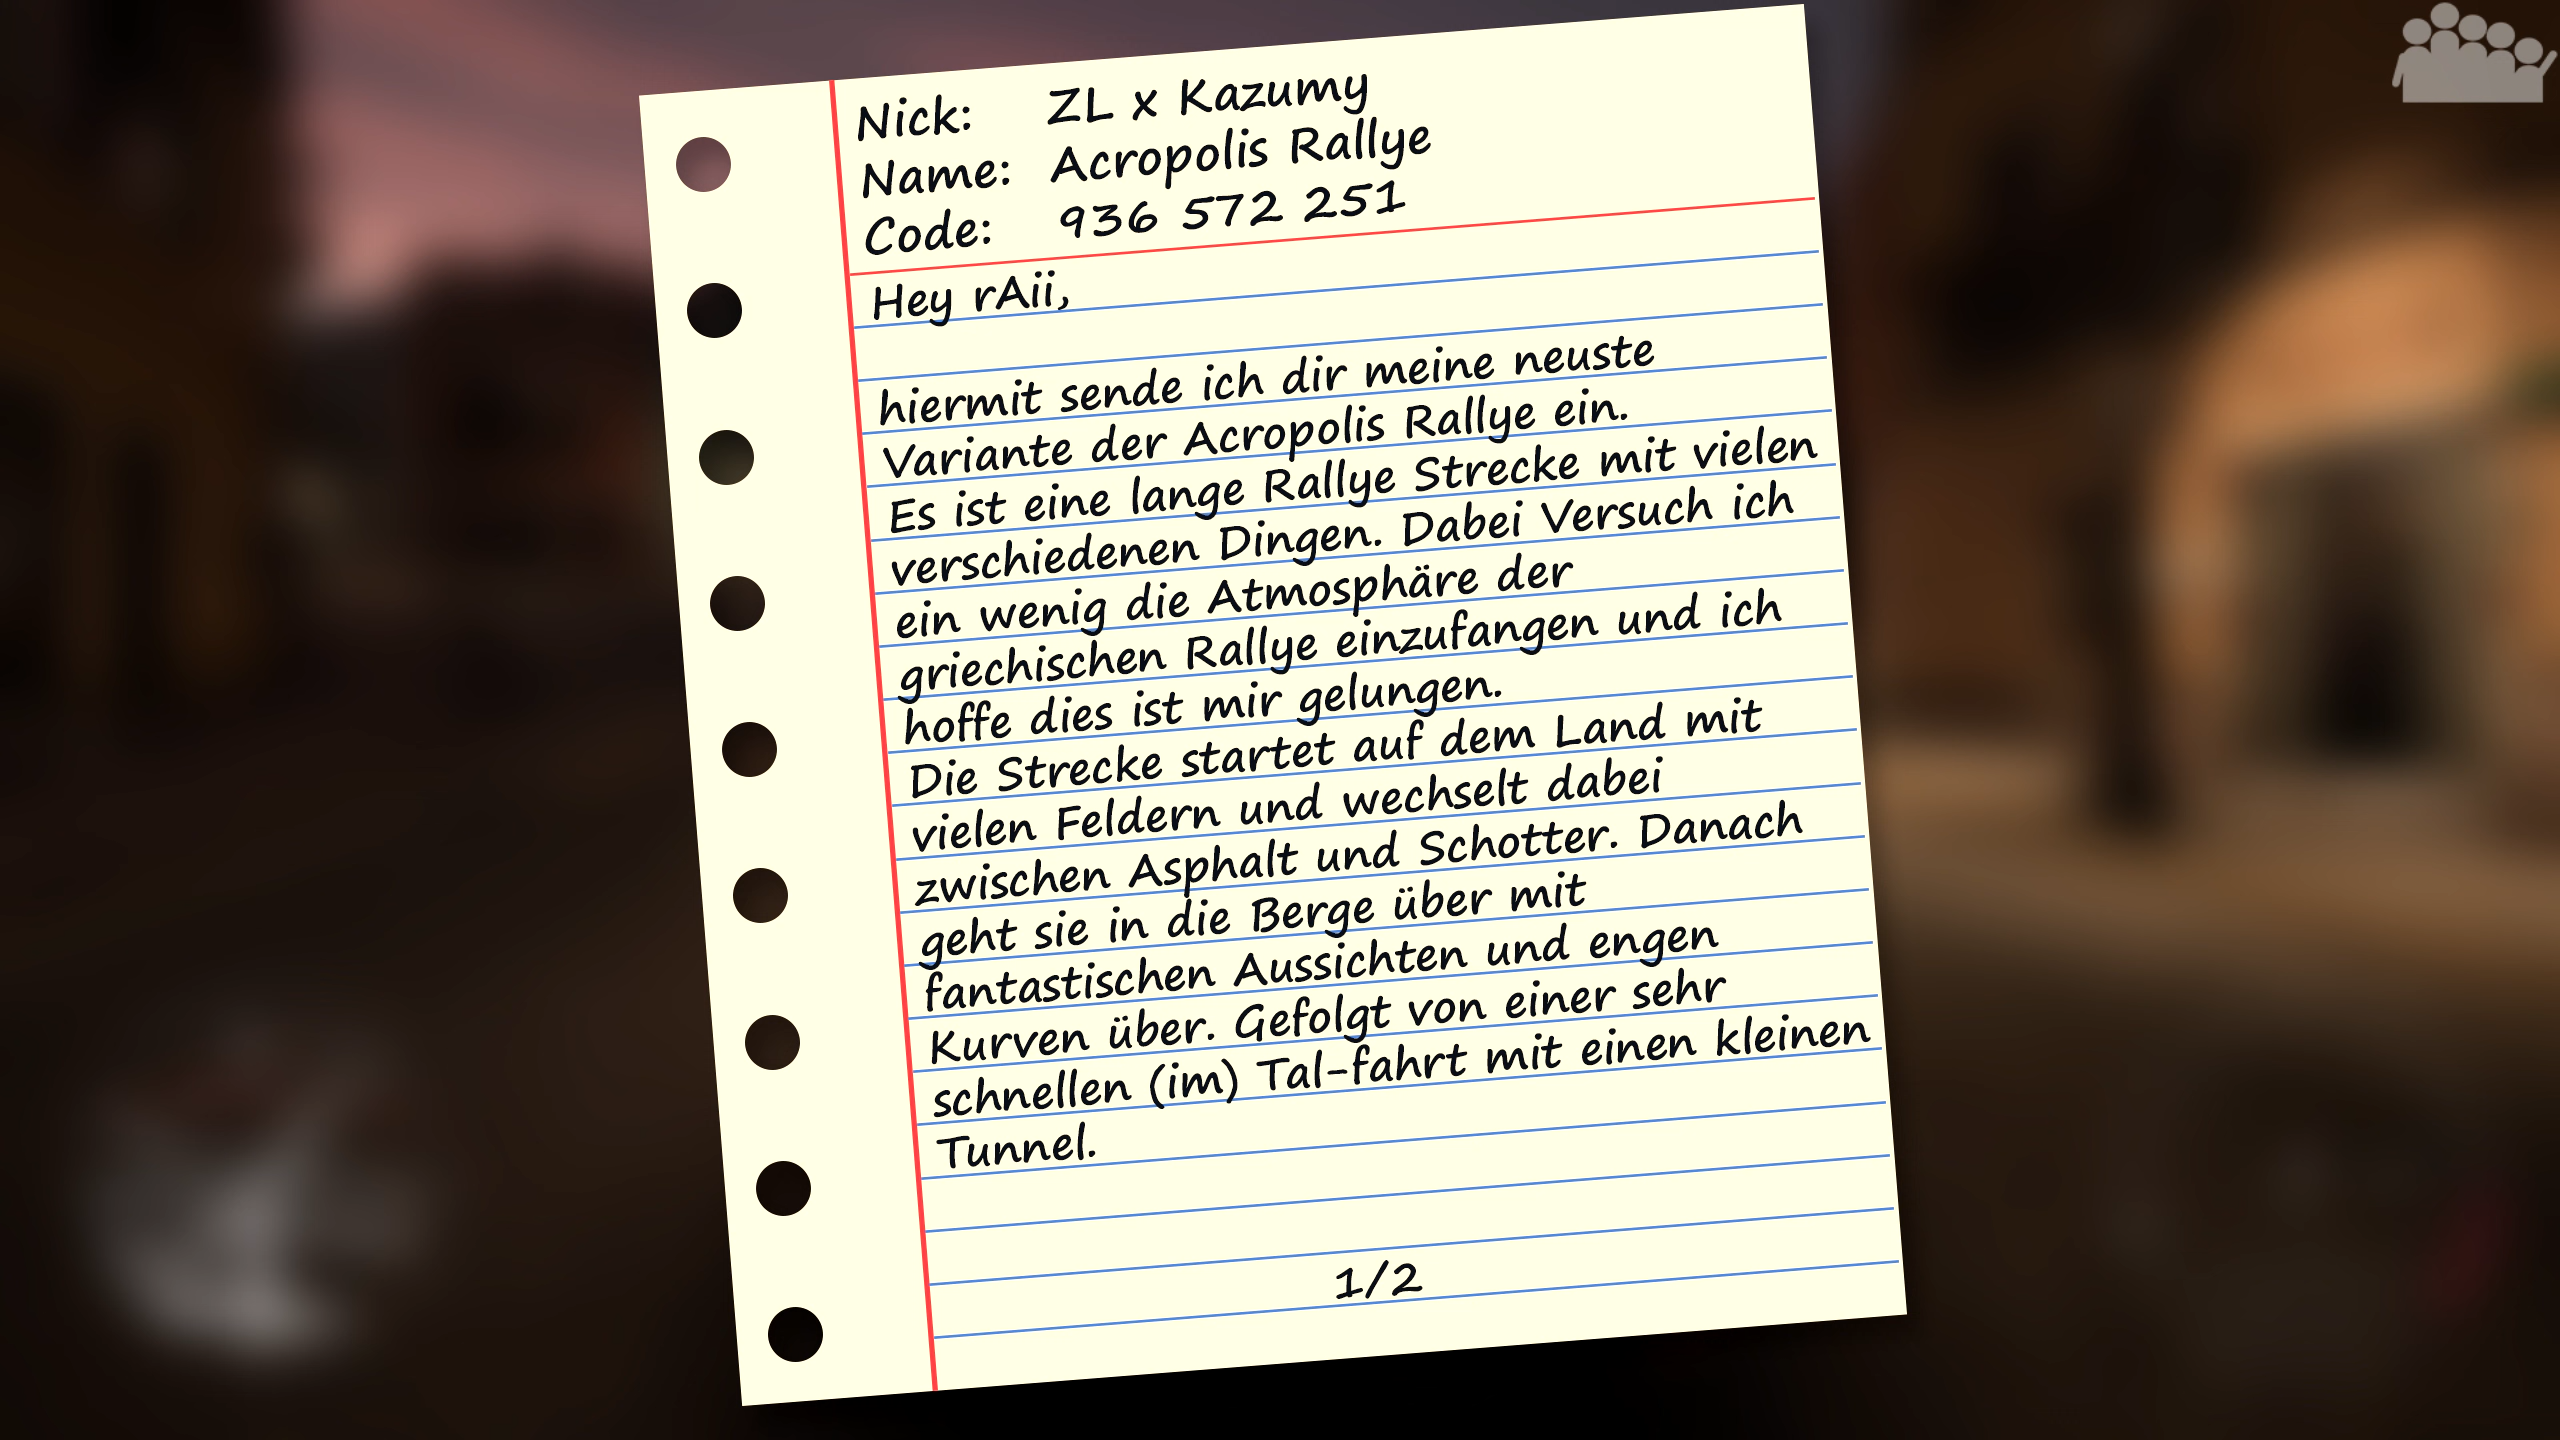 Nick: ZL x Kazumy
Name: Acropolis Rallye
Code: 936 572 251
Hey rAii,
hiermit sende ich dir meine neuste
Variante der Acropolis Rallye ein.
Es ist eine lange Rallye Strecke mit vielen
verschiedenen Dingen. Dabei Versuch ich
ein wenig die Atmosphäre der
griechischen Rallye einzufangen und ich
hoffe dies ist mir gelungen.
Die Strecke startet auf dem Land mit
vielen Feldern und wechselt dabei
zwischen Asphalt und Schotter. Danach
geht sie in die Berge über mit
fantastischen Aussichten und engen
Kurven über. Gefolgt von einer sehr
schnellen (im) Tal-fahrt mit einen kleinen
Tunnel.
1/2